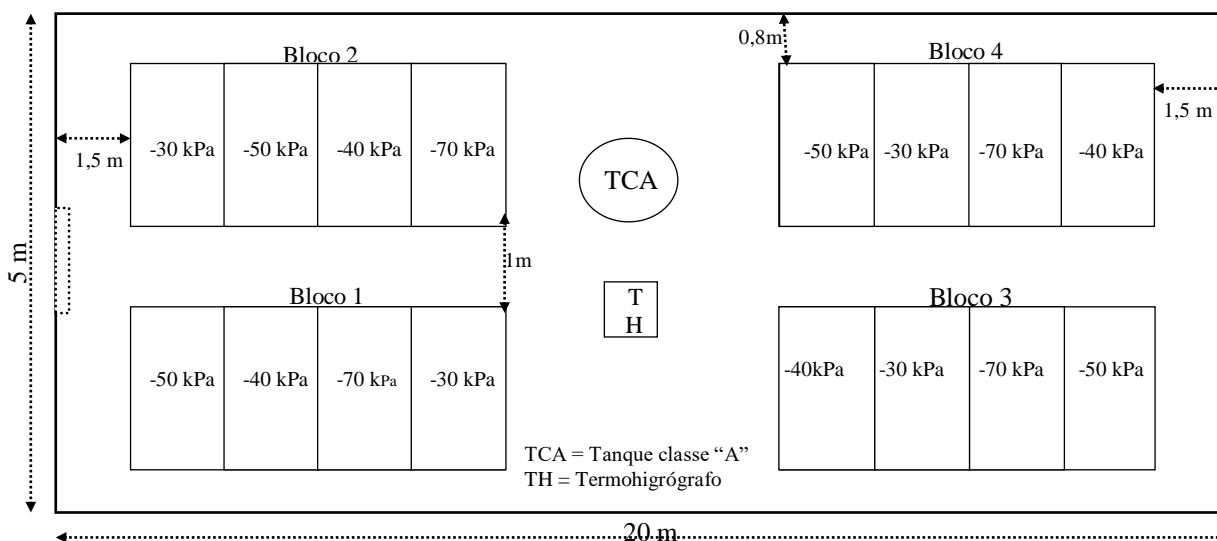 0,8m
Bloco 2
Bloco 4
1,5 m
-30 kPa
-50 kPa
-40 kPa
-70 kPa
1,5 m
TCA
-50 kPa
-30 kPa
-70 kPa
-40 kPa
5 m
1m
Bloco 1
T
H
Bloco 3
-50 kPa
-40 kPa
-70 kPa
-30 kPa
-40kPa
-30 kPa
-70 kPa
-50 kPa
TCA = Tanque classe “A”
TH = Termohigrógrafo
20 m